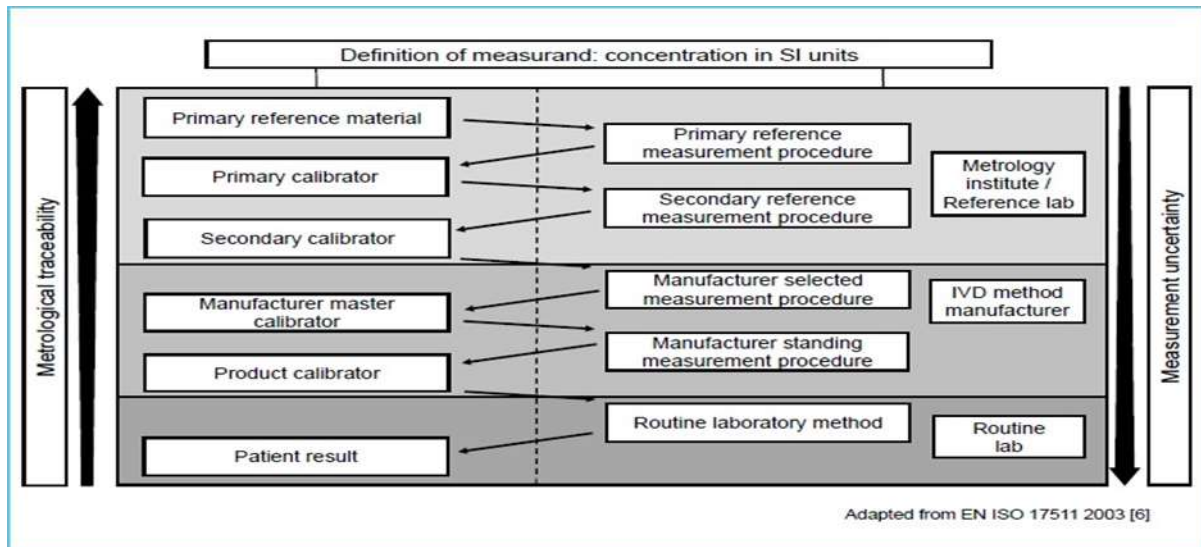 Definition of measurand: concentration in SI units
Metrological traceability
Primary reference material
Primary reference
measurement procedure
Primary calibrator
Secondary reference
measurement procedure
Secondary calibrator
Metrology
institute /
Reference lab
Manufacturer selected
measurement procedure
Manufacturer master
calibrator
Manufacturer standing
measurement procedure
Product calibrator
IVD method
manufacturer
Routine laboratory method
Patient result
Routine
lab
Measurement uncertainty
Adapted from EN ISO 17511 2003 [6]